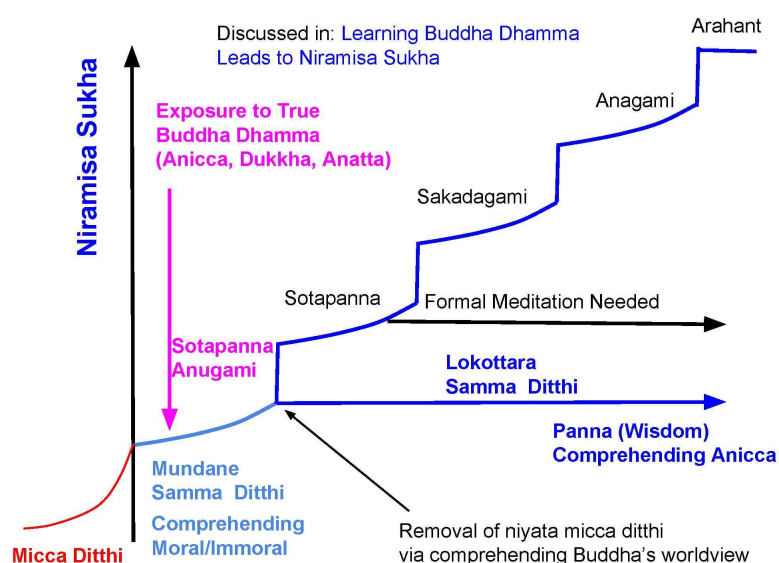 Discussed in: Learning Buddha Dhamma
Leads to Niramisa Sukha
Arahant
Niramisa Sukha
Exposure to True
Buddha Dhamma
(Anicca, Dukkha, Anatta)
Anagami
Sakadagami
Sotapanna
Formal Meditation Needed
Sotapanna
Anugami
Lokottara
Samma Ditthi
Panna (Wisdom)
Comprehending Anicca
Mundane
Samma Ditthi
Comprehending
Moral/Immoral
Micca Ditthi
Removal of niyata micca ditthi
via comprehending Buddha's worldview